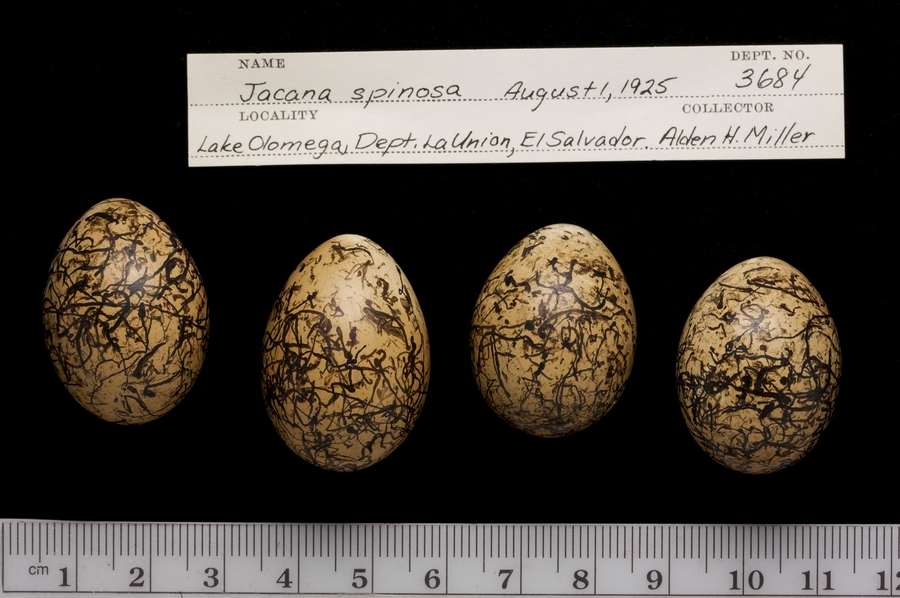 NAME DEPT. NO.
Jacana spinosa August 1, 1925 3684
LOCALITY COLLECTOR
Lake Olomega, Dept. La Union, El Salvador. Alden H. Miller
cm 1 2 3 4 5 6 7 8 9 10 11 12